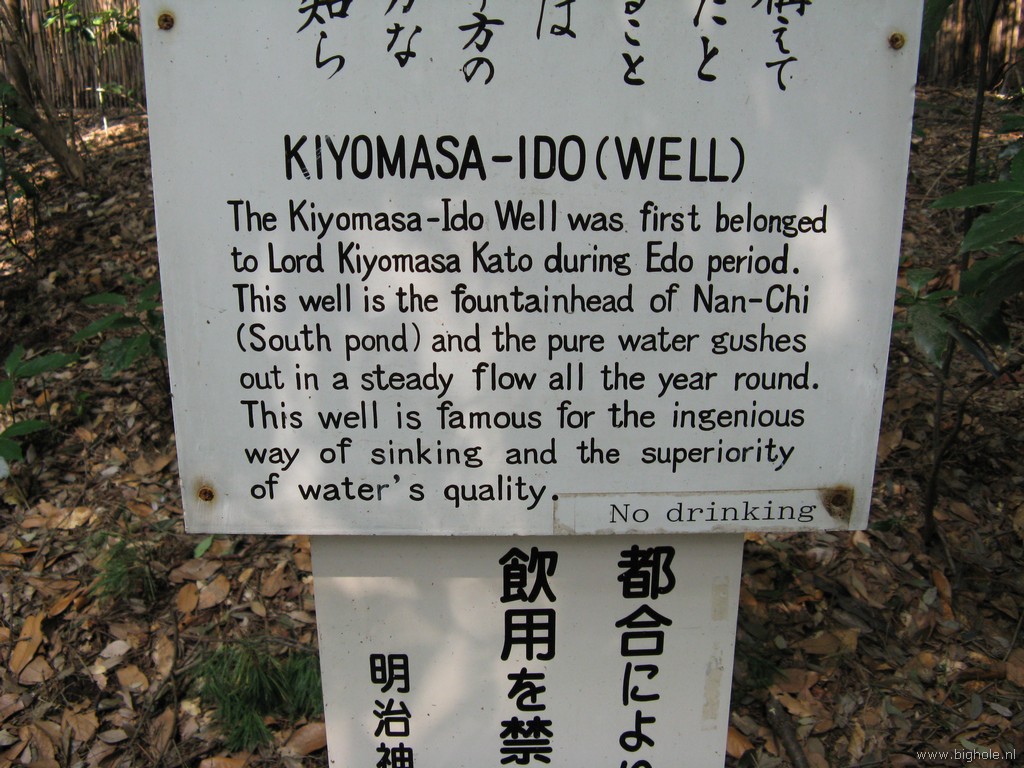 えて
たと
ること
は
方の
かな
知ら
KIYOMASA-IDO (WELL)
The Kiyomasa-Ido Well was first belonged
to Lord Kiyomasa Kato during Edo period.
This well is the fountainhead of Nan-Chi
(South pond) and the pure water gushes
out in a steady flow all the year round.
This well is famous for the ingenious
way of sinking and the superiority
of water's quality.
No drinking
都合により
飲用を禁
明治神
www.bighole.nl